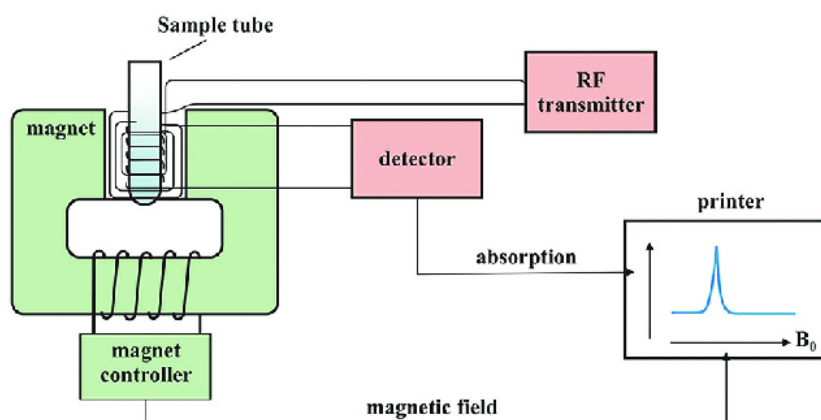 Sample tube
RF
transmitter
magnet
detector
printer
absorption
B₀
magnet
controller
magnetic field